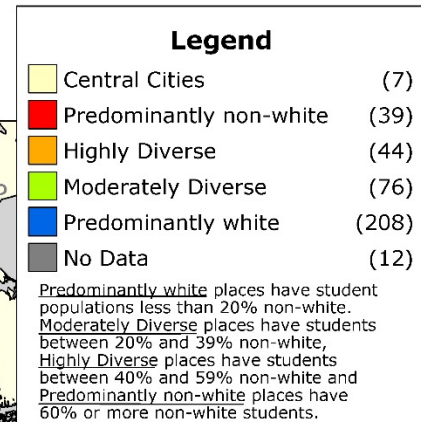 Legend
Central Cities (7)
Predominantly non-white (39)
Highly Diverse (44)
Moderately Diverse (76)
Predominantly white (208)
No Data (12)
Predominantly white places have student
populations less than 20% non-white.
Moderately Diverse places have students
between 20% and 39% non-white,
Highly Diverse places have students
between 40% and 59% non-white and
Predominantly non-white places have
60% or more non-white students.